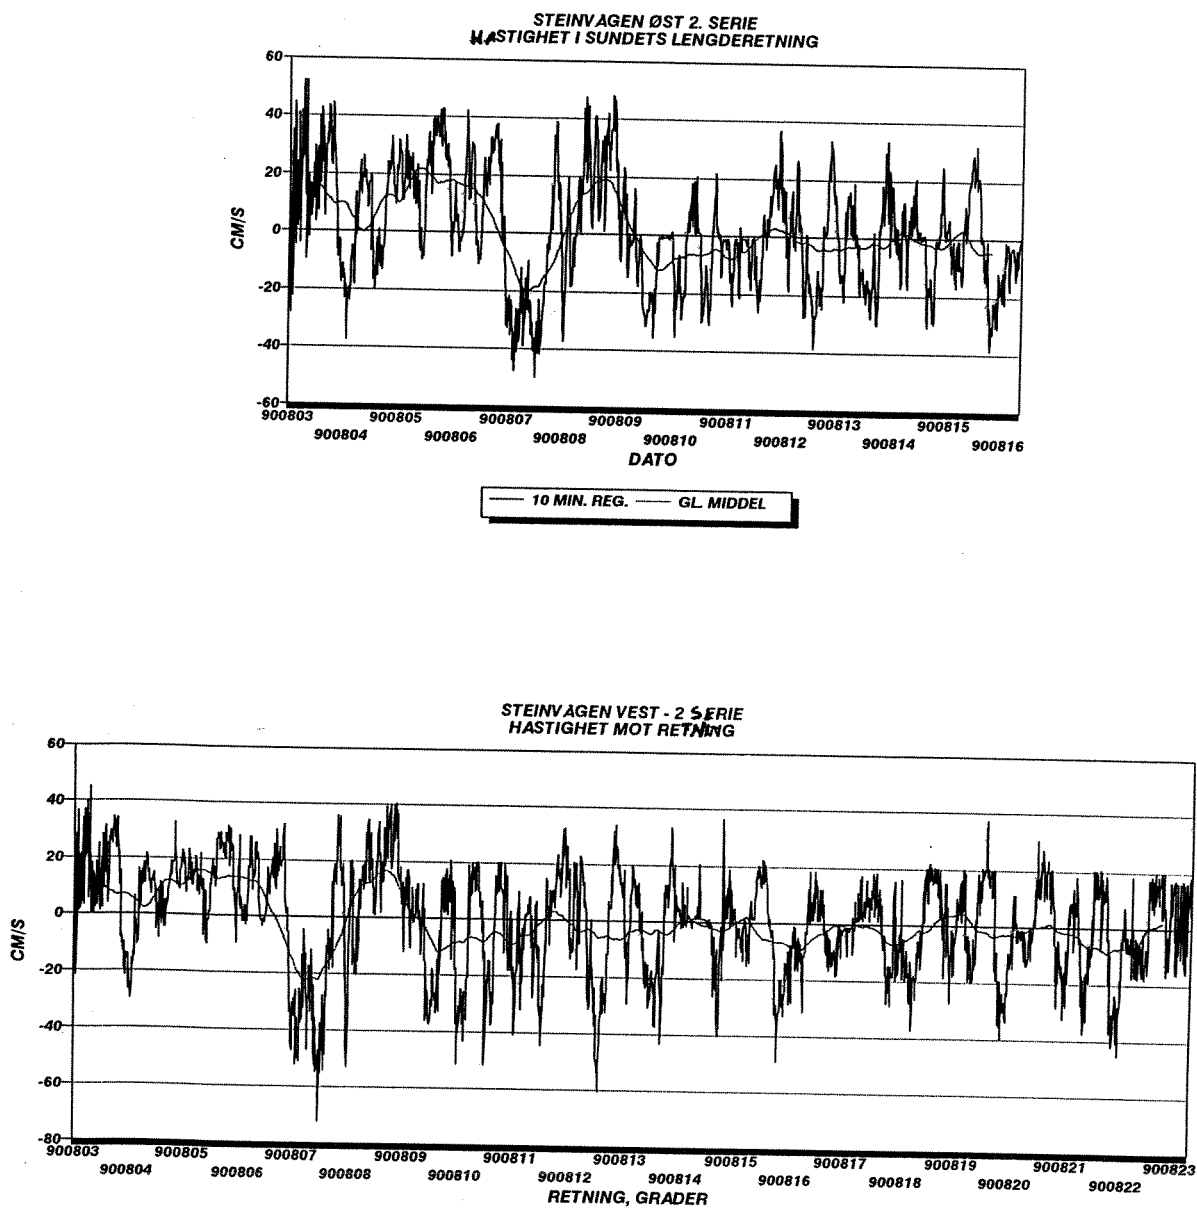 STEINVAGEN ØST 2. SERIE
HASTIGHET I SUNDETS LENGDERETNING
60
40
20
0
-20
-40
-60
CM/S
900803 900805 900807 900809 900811 900813 900815
900804 900806 900808 900810 900812 900814 900816
DATO
10 MIN. REG. GL. MIDDEL
STEINVAGEN VEST - 2 SERIE
HASTIGHET MOT RETNING
60
40
20
0
-20
-40
-60
-80
CM/S
900803 900805 900807 900809 900811 900813 900815 900817 900819 900821 900823
900804 900806 900808 900810 900812 900814 900816 900818 900820 900822
RETNING, GRADER